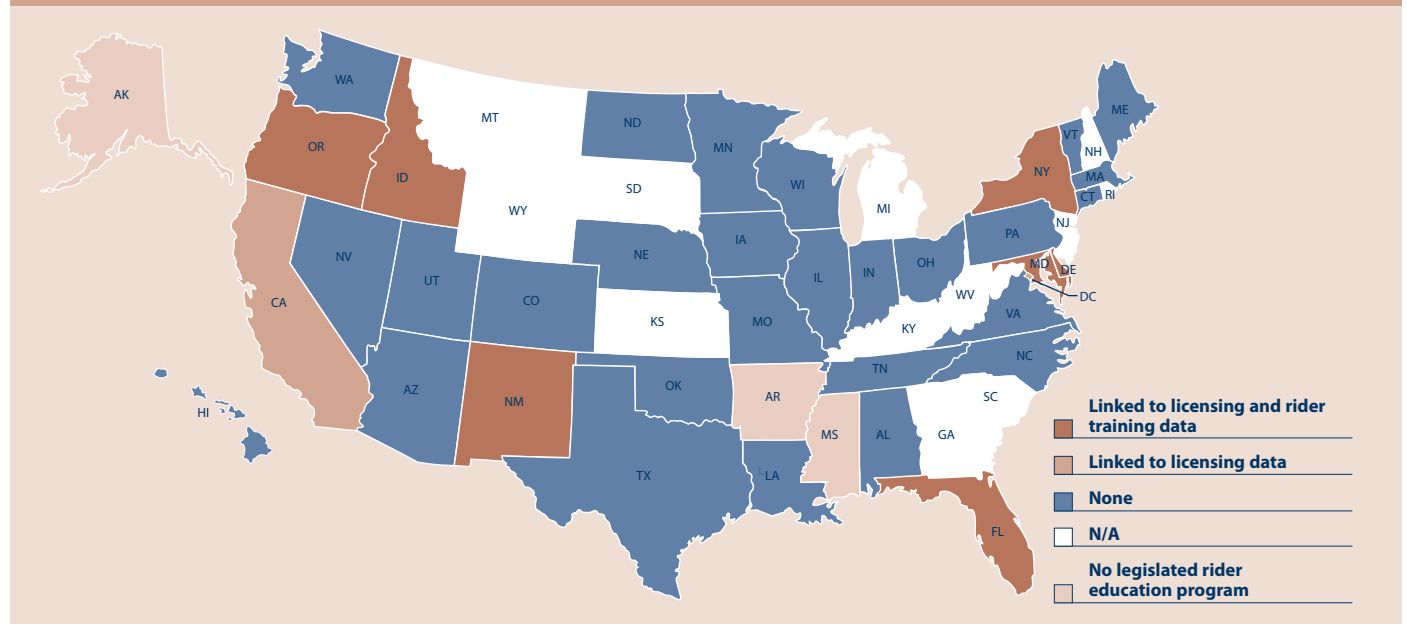 WA
ME
AK
MT
ND
VT
MN
OR
NH
NY
MA
ID
SD
WI
CT
RI
WY
MI
NJ
PA
IA
NV
NE
OH
MD
DE
UT
IN
IL
WV
DC
CO
CA
VA
KS
MO
KY
NC
TN
AZ
OK
NM
AR
SC
HI
MS
AL
GA
TX
LA
FL
Linked to licensing and rider
training data
Linked to licensing data
None
N/A
No legislated rider
education program